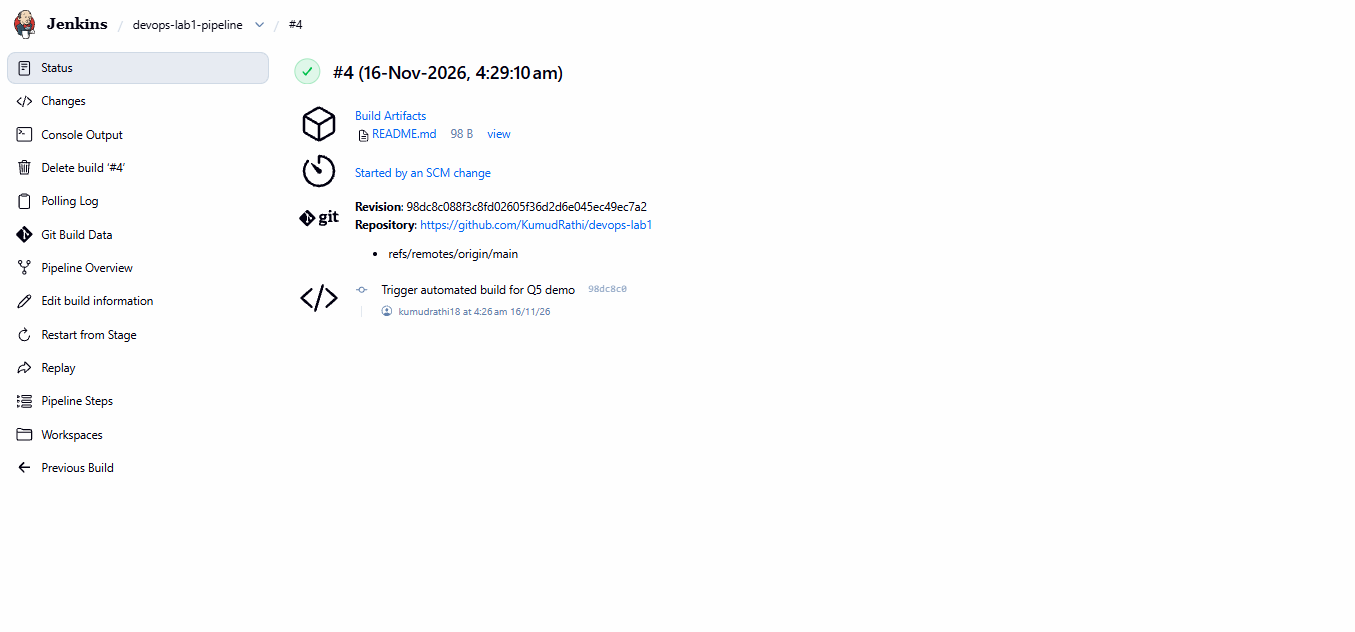 Jenkins / devops-lab1-pipeline / #4
Status
Changes
Console Output
Delete build ‘#4’
Polling Log
Git Build Data
Pipeline Overview
Edit build information
Restart from Stage
Replay
Pipeline Steps
Workspaces
Previous Build
#4 (16-Nov-2026, 4:29:10 am)
Build Artifacts
README.md 98 B view
Started by an SCM change
git
Revision: 98dc8c088f3c8fd02605f36d2d6e045ec49ec7a2
Repository: https://github.com/KumudRathi/devops-lab1
• refs/remotes/origin/main
Trigger automated build for Q5 demo 98dc8c0
kumudrathi18 at 4:26 am 16/11/26